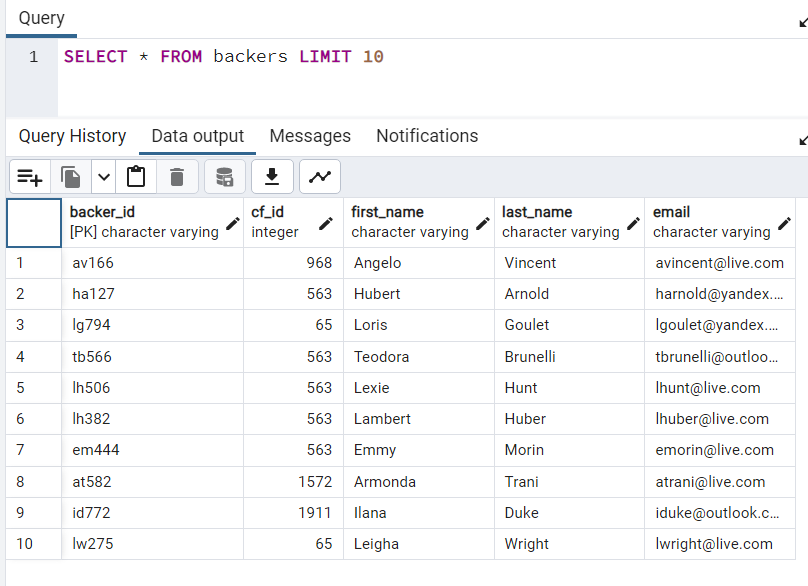 Query
1 SELECT * FROM backers LIMIT 10
Query History Data output Messages Notifications
backer_id cf_id first_name last_name email
[PK] character varying integer character varying character varying character varying
1 av166 968 Angelo Vincent avincent@live.com
2 ha127 563 Hubert Arnold harnold@yandex....
3 lg794 65 Loris Goulet lgoulet@yandex....
4 tb566 563 Teodora Brunelli tbrunelli@outloo...
5 lh506 563 Lexie Hunt lhunt@live.com
6 lh382 563 Lambert Huber lhuber@live.com
7 em444 563 Emmy Morin emorin@live.com
8 at582 1572 Armonda Trani atrani@live.com
9 id772 1911 Ilana Duke iduke@outlook.c...
10 lw275 65 Leigha Wright lwright@live.com